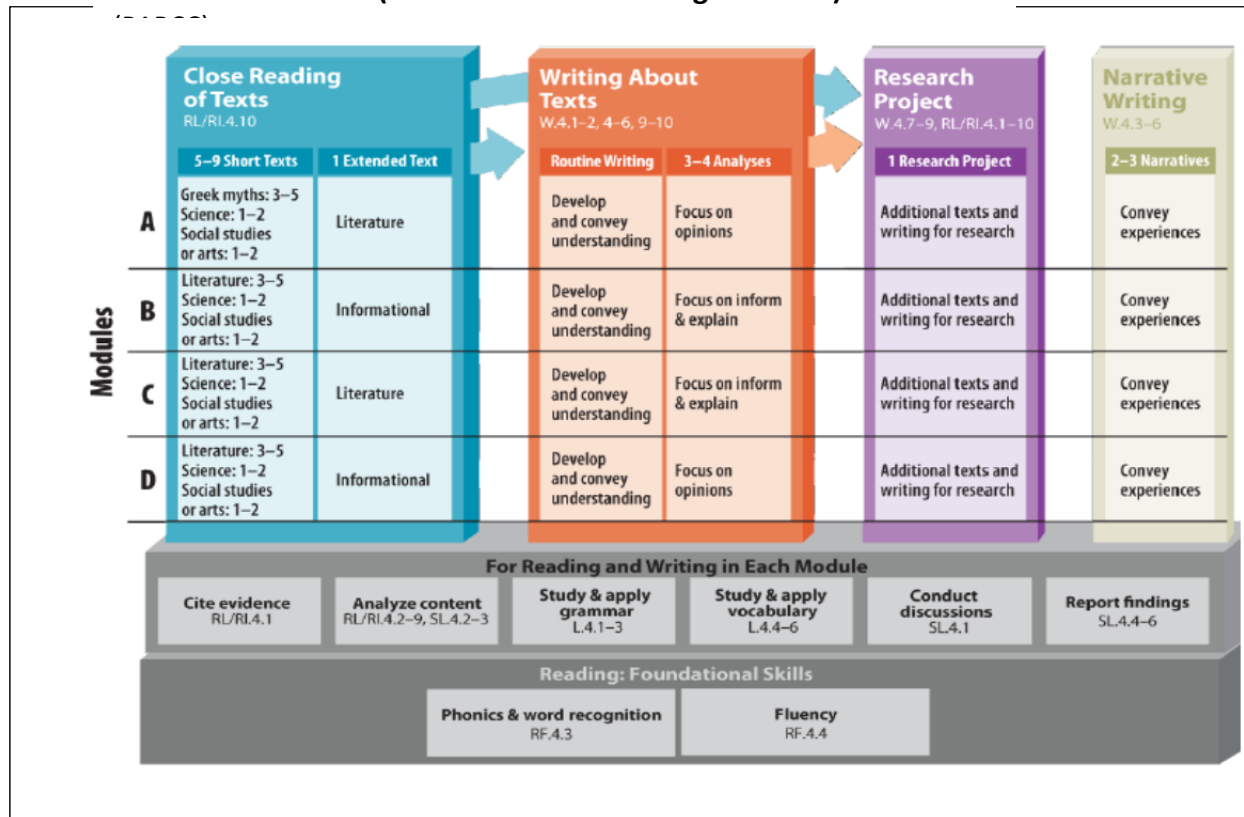 Close Reading
of Texts
RL/RI.4.10
5–9 Short Texts
1 Extended Text
Writing About
Texts
W.4.1–2, 4–6, 9–10
Routine Writing
3–4 Analyses
Research
Project
W.4.7–9, RL/RI.4.1–10
1 Research Project
Narrative
Writing
W.4.3–6
2–3 Narratives
Modules
A
Greek myths: 3–5
Science: 1–2
Social studies
or arts: 1–2
Literature
Develop
and convey
understanding
Focus on
opinions
Additional texts and
writing for research
Convey
experiences
B
Literature: 3–5
Science: 1–2
Social studies
or arts: 1–2
Informational
Develop
and convey
understanding
Focus on inform
& explain
Additional texts and
writing for research
Convey
experiences
C
Literature: 3–5
Science: 1–2
Social studies
or arts: 1–2
Literature
Develop
and convey
understanding
Focus on inform
& explain
Additional texts and
writing for research
Convey
experiences
D
Literature: 3–5
Science: 1–2
Social studies
or arts: 1–2
Informational
Develop
and convey
understanding
Focus on
opinions
Additional texts and
writing for research
Convey
experiences
For Reading and Writing in Each Module
Cite evidence
RL/RI.4.1
Analyze content
RL/RI.4.2–9, SL.4.2–3
Study & apply
grammar
L.4.1–3
Study & apply
vocabulary
L.4.4–6
Conduct
discussions
SL.4.1
Report findings
SL.4.4–6
Reading: Foundational Skills
Phonics & word recognition
RF.4.3
Fluency
RF.4.4